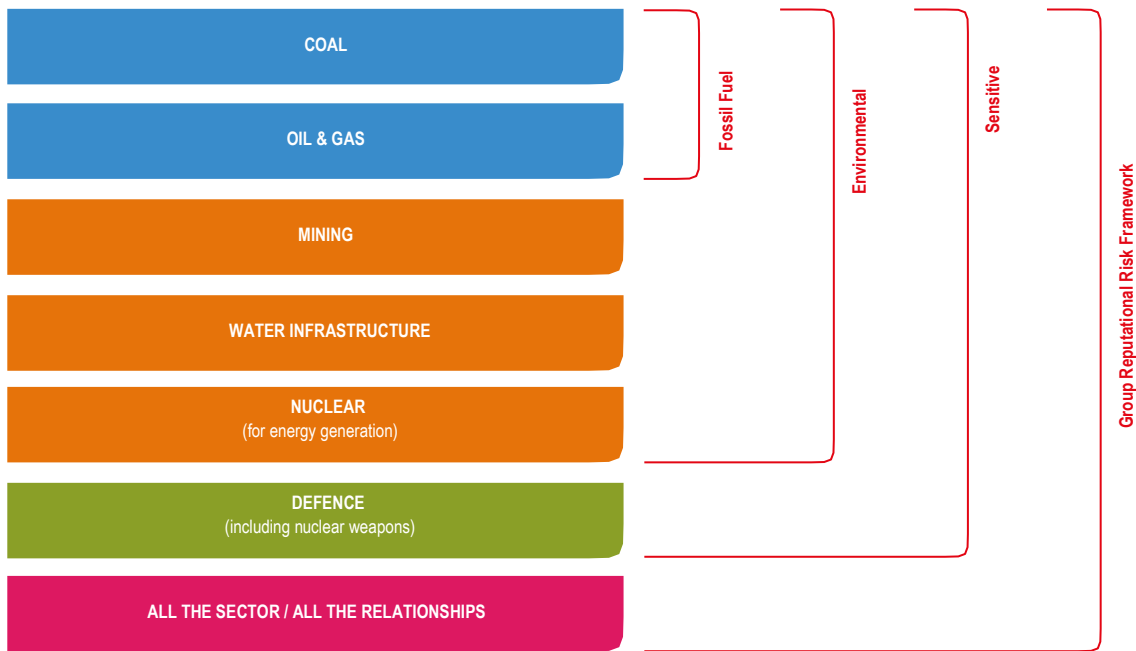 COAL
OIL & GAS
MINING
WATER INFRASTRUCTURE
NUCLEAR
(for energy generation)
DEFENCE
(including nuclear weapons)
ALL THE SECTOR / ALL THE RELATIONSHIPS
Fossil Fuel
Environmental
Sensitive
Group Reputational Risk Framework